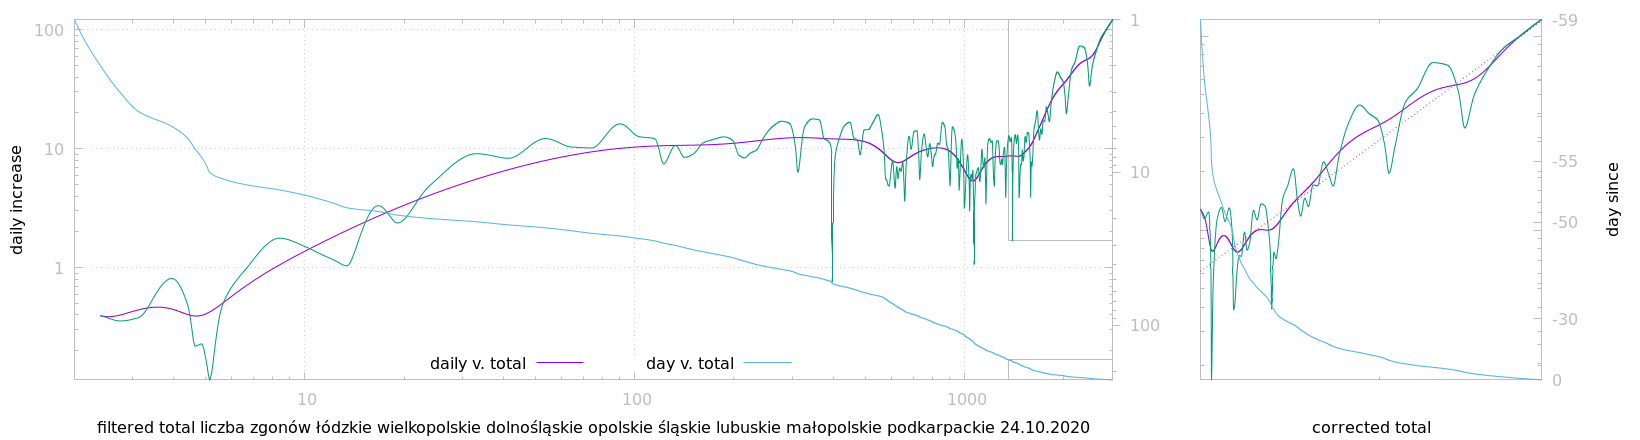 100
10
1
daily increase
daily v. total
day v. total
10
100
1000
1
10
100
filtered total liczba zgonów łódzkie wielkopolskie dolnośląskie opolskie śląskie lubuskie małopolskie podkarpackie 24.10.2020
-59
-55
-50
-30
0
day since
corrected total